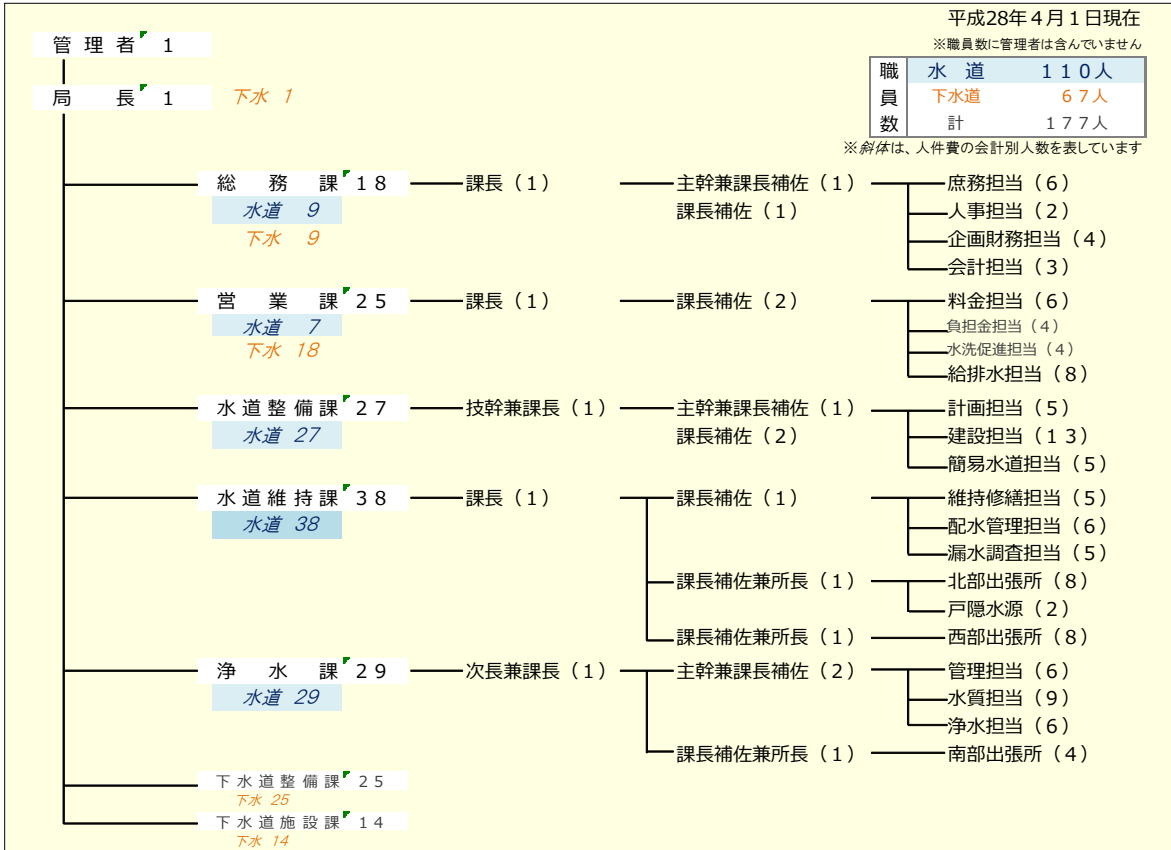 平成28年４月１日現在
※職員数に管理者は含んでいません
管理者 1
局　長 1　下水 1
職員数
水道　１１０人
下水道　６７人
計　１７７人
※斜体は、人件費の会計別人数を表しています
総務課 18　課長（1）　主幹兼課長補佐（1）　庶務担当（6）
水道 9　課長補佐（1）　人事担当（2）
下水 9　企画財務担当（4）
会計担当（3）
営業課 25　課長（1）　課長補佐（2）　料金担当（6）
水道 7　負担金担当（4）
下水 18　水洗促進担当（4）
給排水担当（8）
水道整備課 27　技幹兼課長（1）　主幹兼課長補佐（1）　計画担当（5）
水道 27　課長補佐（2）　建設担当（13）
簡易水道担当（5）
水道維持課 38　課長（1）　課長補佐（1）　維持修繕担当（5）
水道 38　配水管理担当（6）
漏水調査担当（5）
課長補佐兼所長（1）　北部出張所（8）
戸隠水源（2）
課長補佐兼所長（1）　西部出張所（8）
浄水課 29　次長兼課長（1）　主幹兼課長補佐（2）　管理担当（6）
水道 29　水質担当（9）
浄水担当（6）
課長補佐兼所長（1）　南部出張所（4）
下水道整備課 25
下水 25
下水道施設課 14
下水 14